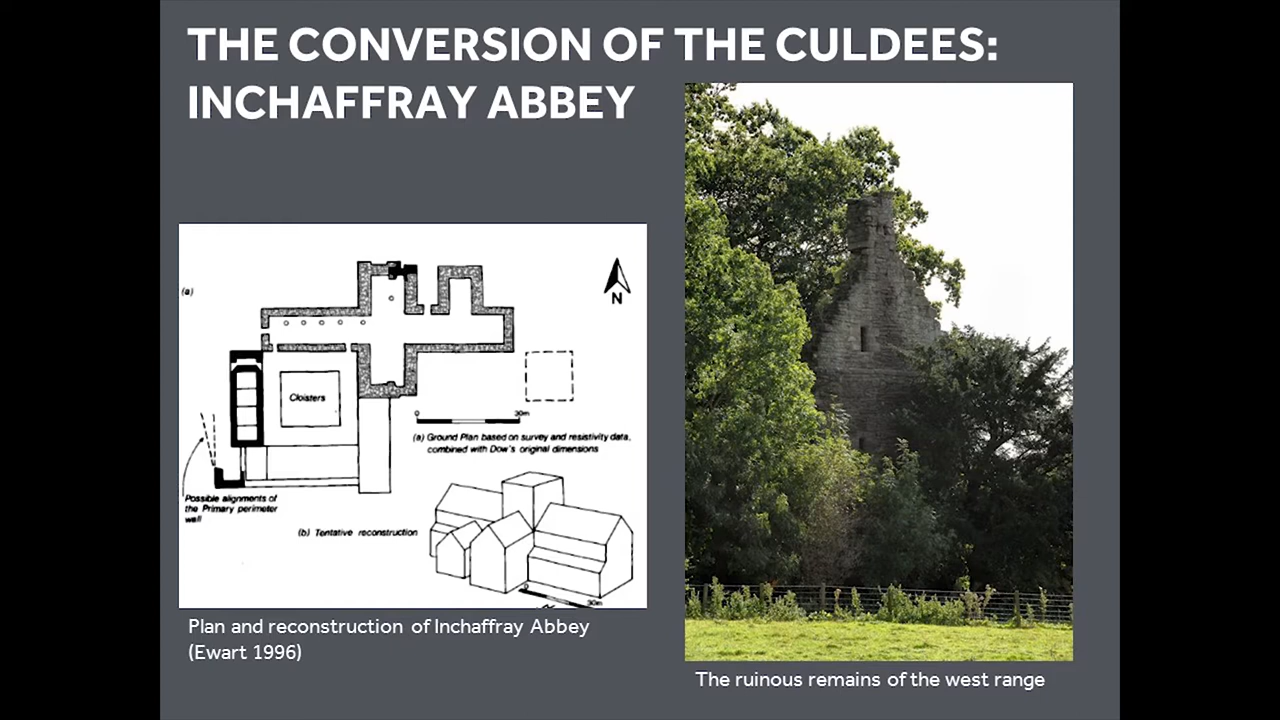 THE CONVERSION OF THE CULDEES:
INCHAFFRAY ABBEY
(a)
N
Cloisters
0 30m
(a) Ground Plan based on survey and resistivity data,
combined with Dow's original dimensions
Possible alignments of
the Primary perimeter
wall
(b) Tentative reconstruction
0 30m
Plan and reconstruction of Inchaffray Abbey
(Ewart 1996)
The ruinous remains of the west range